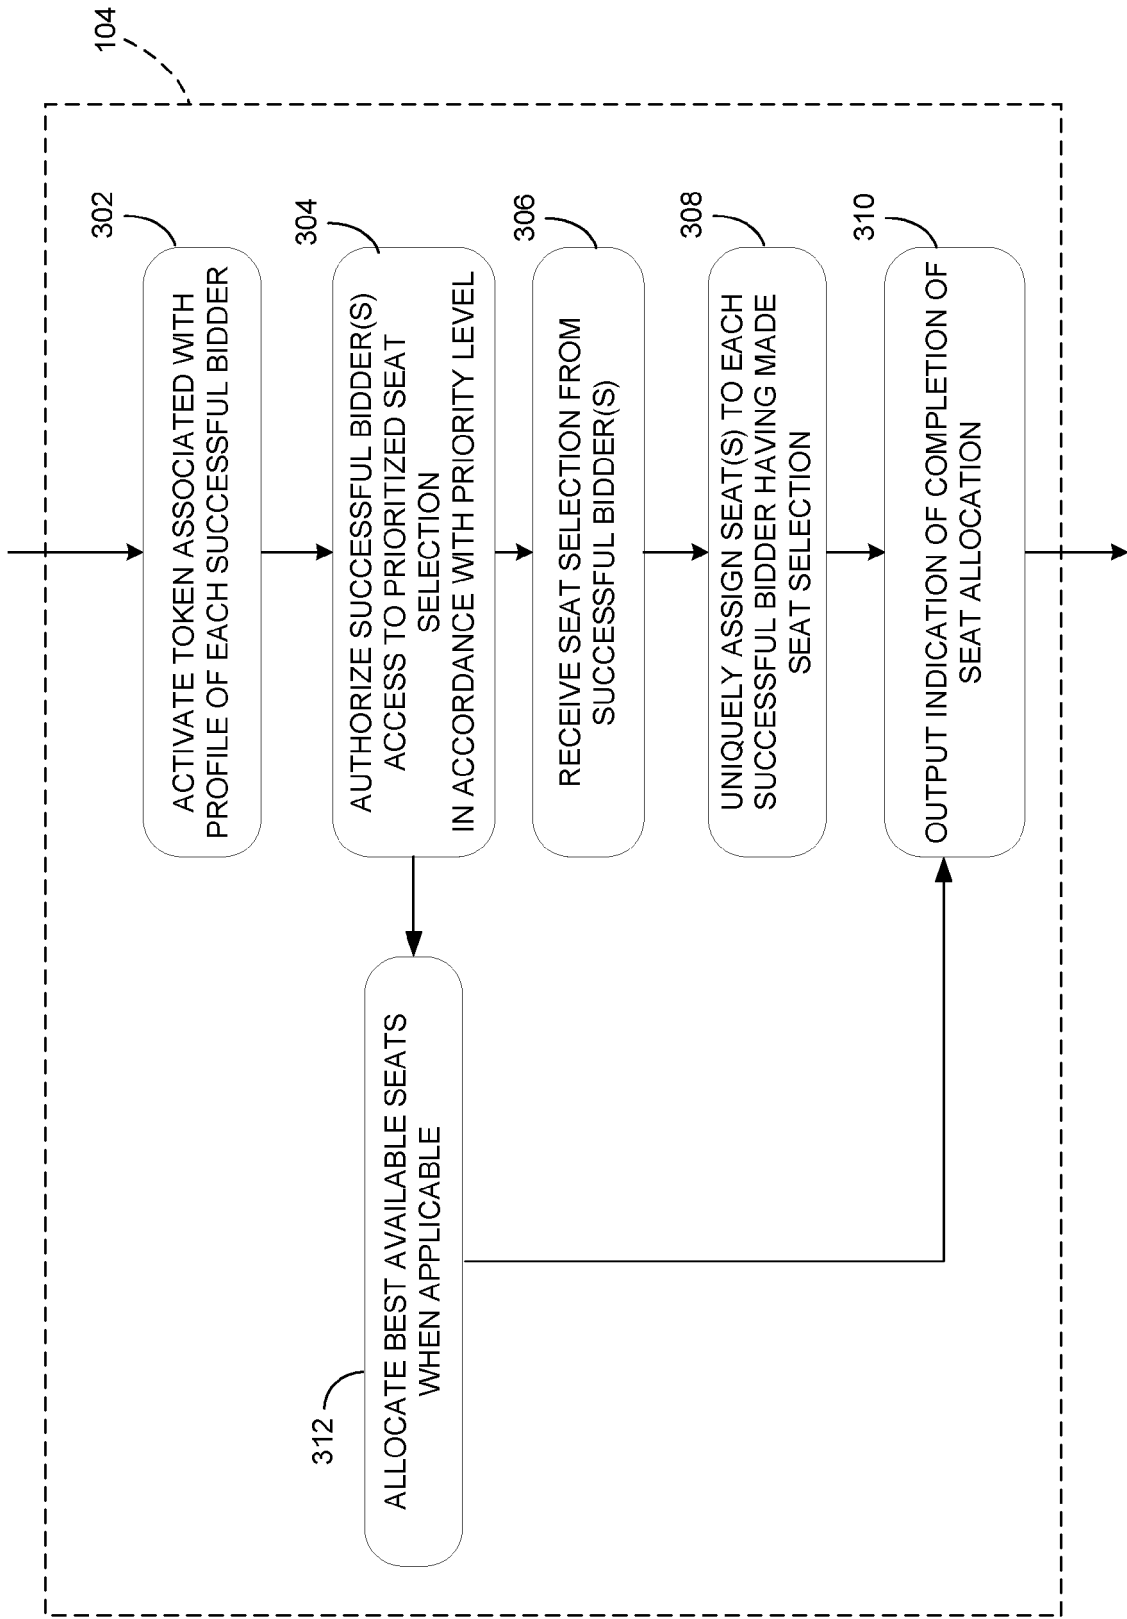 104
302
ACTIVATE TOKEN ASSOCIATED WITH
PROFILE OF EACH SUCCESSFUL BIDDER
304
AUTHORIZE SUCCESSFUL BIDDER(S)
ACCESS TO PRIORITIZED SEAT
SELECTION
IN ACCORDANCE WITH PRIORITY LEVEL
306
RECEIVE SEAT SELECTION FROM
SUCCESSFUL BIDDER(S)
308
UNIQUELY ASSIGN SEAT(S) TO EACH
SUCCESSFUL BIDDER HAVING MADE
SEAT SELECTION
310
OUTPUT INDICATION OF COMPLETION OF
SEAT ALLOCATION
312
ALLOCATE BEST AVAILABLE SEATS
WHEN APPLICABLE